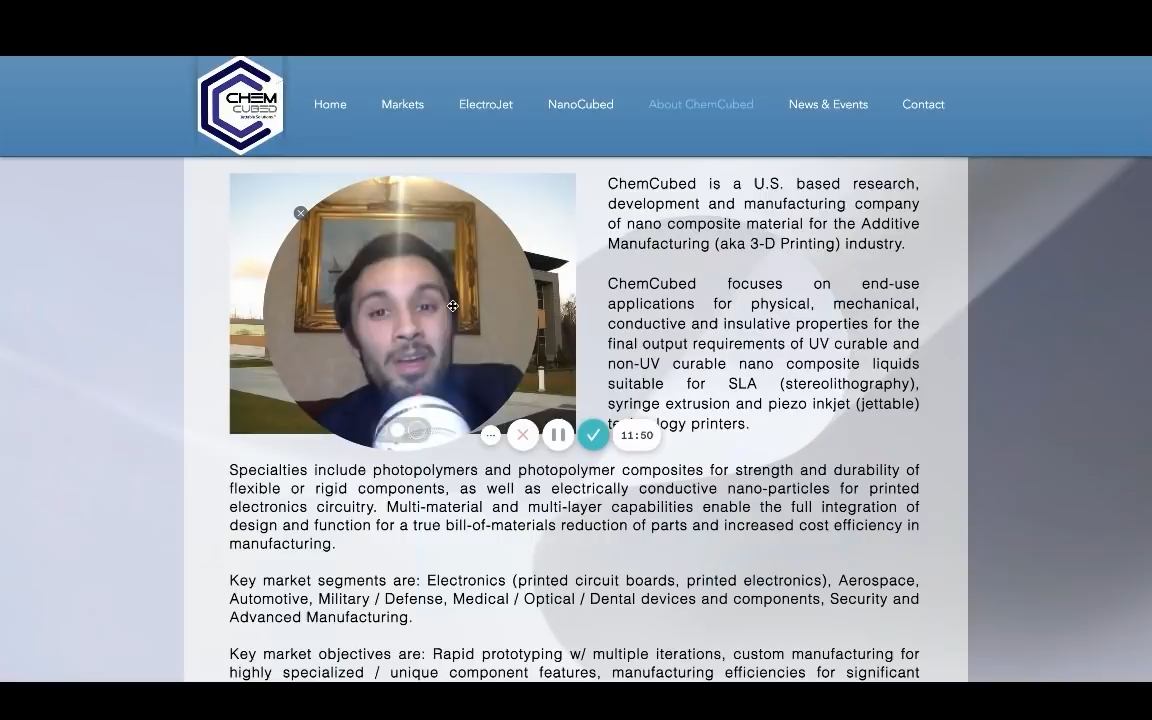 CHEM
CUBED
Jettable Solutions
Home
Markets
ElectroJet
NanoCubed
About ChemCubed
News & Events
Contact
ChemCubed is a U.S. based research,
development and manufacturing company
of nano composite material for the Additive
Manufacturing (aka 3-D Printing) industry.
ChemCubed focuses on end-use
applications for physical, mechanical,
conductive and insulative properties for the
final output requirements of UV curable and
non-UV curable nano composite liquids
suitable for SLA (stereolithography),
syringe extrusion and piezo inkjet (jettable)
printers.
11:50
Specialties include photopolymers and photopolymer composites for strength and durability of
flexible or rigid components, as well as electrically conductive nano-particles for printed
electronics circuitry. Multi-material and multi-layer capabilities enable the full integration of
design and function for a true bill-of-materials reduction of parts and increased cost efficiency in
manufacturing.
Key market segments are: Electronics (printed circuit boards, printed electronics), Aerospace,
Automotive, Military / Defense, Medical / Optical / Dental devices and components, Security and
Advanced Manufacturing.
Key market objectives are: Rapid prototyping w/ multiple iterations, custom manufacturing for
highly specialized / unique component features, manufacturing efficiencies for significant